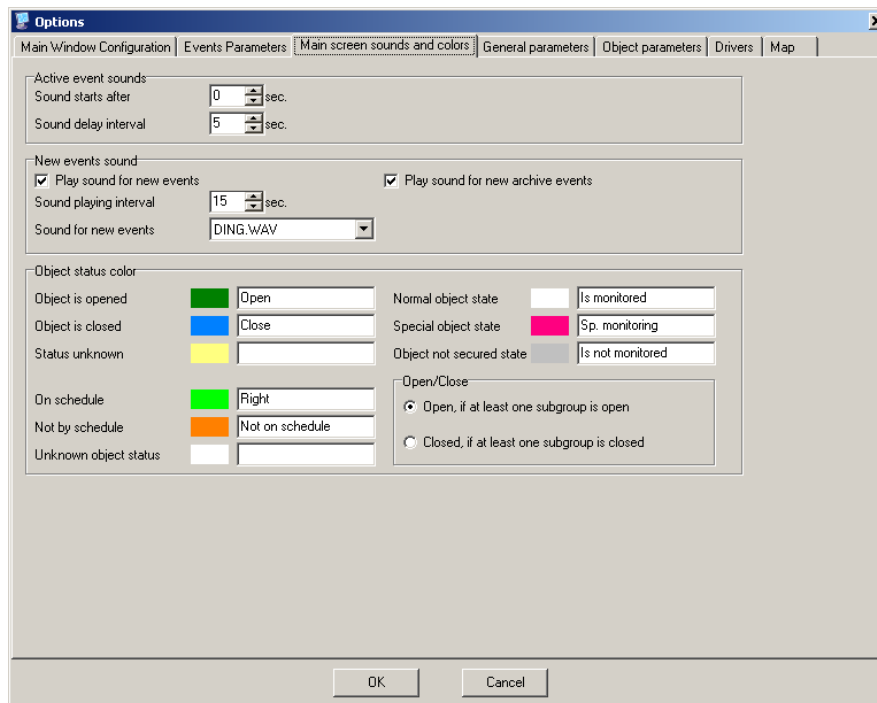 Options
Main Window Configuration Events Parameters Main screen sounds and colors General parameters Object parameters Drivers Map
Active event sounds
Sound starts after 0 sec.
Sound delay interval 5 sec.
New events sound
Play sound for new events Play sound for new archive events
Sound playing interval 15 sec.
Sound for new events DING.WAV
Object status color
Object is opened Open Normal object state Is monitored
Object is closed Close Special object state Sp. monitoring
Status unknown Object not secured state Is not monitored
Open/Close
On schedule Right Open, if at least one subgroup is open
Not by schedule Not on schedule
Closed, if at least one subgroup is closed
Unknown object status
OK Cancel